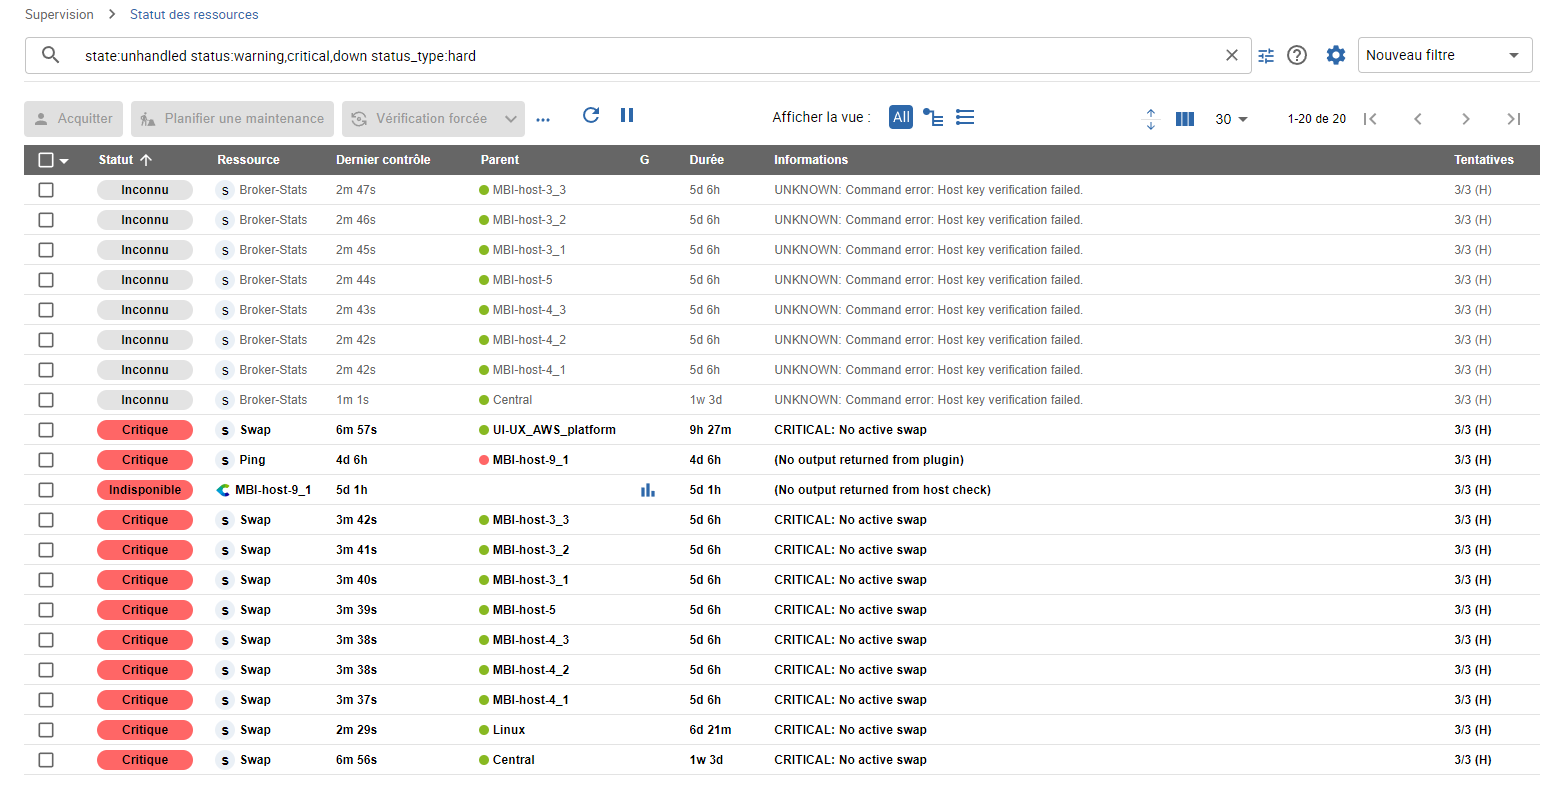 Supervision > Statut des ressources
state:unhandled status:warning,critical,down status_type:hard Nouveau filtre
Acquitter Planifier une maintenance Vérification forcée ... Afficher la vue : All 30 1-20 de 20
Statut Ressource Dernier contrôle Parent G Durée Informations Tentatives
Inconnu s Broker-Stats 2m 47s MBI-host-3_3 5d 6h UNKNOWN: Command error: Host key verification failed. 3/3 (H)
Inconnu s Broker-Stats 2m 46s MBI-host-3_2 5d 6h UNKNOWN: Command error: Host key verification failed. 3/3 (H)
Inconnu s Broker-Stats 2m 45s MBI-host-3_1 5d 6h UNKNOWN: Command error: Host key verification failed. 3/3 (H)
Inconnu s Broker-Stats 2m 44s MBI-host-5 5d 6h UNKNOWN: Command error: Host key verification failed. 3/3 (H)
Inconnu s Broker-Stats 2m 43s MBI-host-4_3 5d 6h UNKNOWN: Command error: Host key verification failed. 3/3 (H)
Inconnu s Broker-Stats 2m 42s MBI-host-4_2 5d 6h UNKNOWN: Command error: Host key verification failed. 3/3 (H)
Inconnu s Broker-Stats 2m 42s MBI-host-4_1 5d 6h UNKNOWN: Command error: Host key verification failed. 3/3 (H)
Inconnu s Broker-Stats 1m 1s Central 1w 3d UNKNOWN: Command error: Host key verification failed. 3/3 (H)
Critique s Swap 6m 57s UI-UX_AWS_platform 9h 27m CRITICAL: No active swap 3/3 (H)
Critique s Ping 4d 6h MBI-host-9_1 4d 6h (No output returned from plugin) 3/3 (H)
Indisponible MBI-host-9_1 5d 1h 5d 1h (No output returned from host check) 3/3 (H)
Critique s Swap 3m 42s MBI-host-3_3 5d 6h CRITICAL: No active swap 3/3 (H)
Critique s Swap 3m 41s MBI-host-3_2 5d 6h CRITICAL: No active swap 3/3 (H)
Critique s Swap 3m 40s MBI-host-3_1 5d 6h CRITICAL: No active swap 3/3 (H)
Critique s Swap 3m 39s MBI-host-5 5d 6h CRITICAL: No active swap 3/3 (H)
Critique s Swap 3m 38s MBI-host-4_3 5d 6h CRITICAL: No active swap 3/3 (H)
Critique s Swap 3m 38s MBI-host-4_2 5d 6h CRITICAL: No active swap 3/3 (H)
Critique s Swap 3m 37s MBI-host-4_1 5d 6h CRITICAL: No active swap 3/3 (H)
Critique s Swap 2m 29s Linux 6d 21m CRITICAL: No active swap 3/3 (H)
Critique s Swap 6m 56s Central 1w 3d CRITICAL: No active swap 3/3 (H)